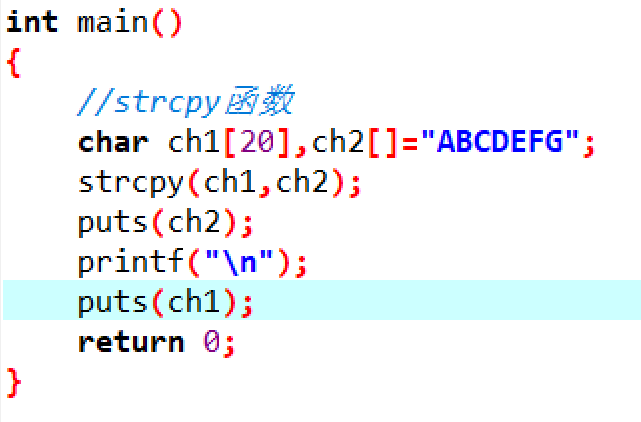 int main()
{
//strcpy函数
char ch1[20],ch2[]="ABCDEFG";
strcpy(ch1,ch2);
puts(ch2);
printf("\n");
puts(ch1);
return 0;
}